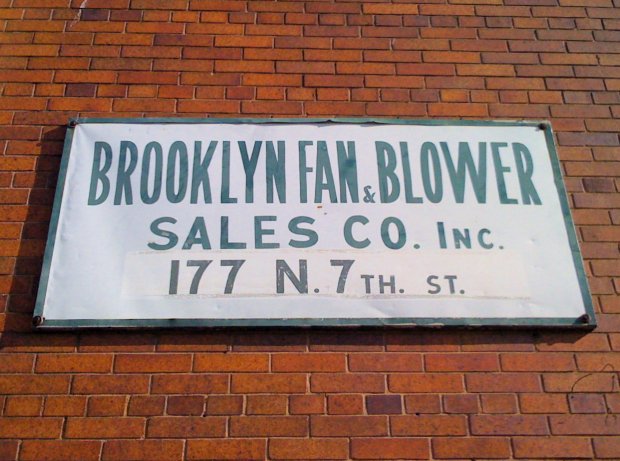 BROOKLYN FAN & BLOWER
SALES CO. INC.
177 N. 7TH. ST.